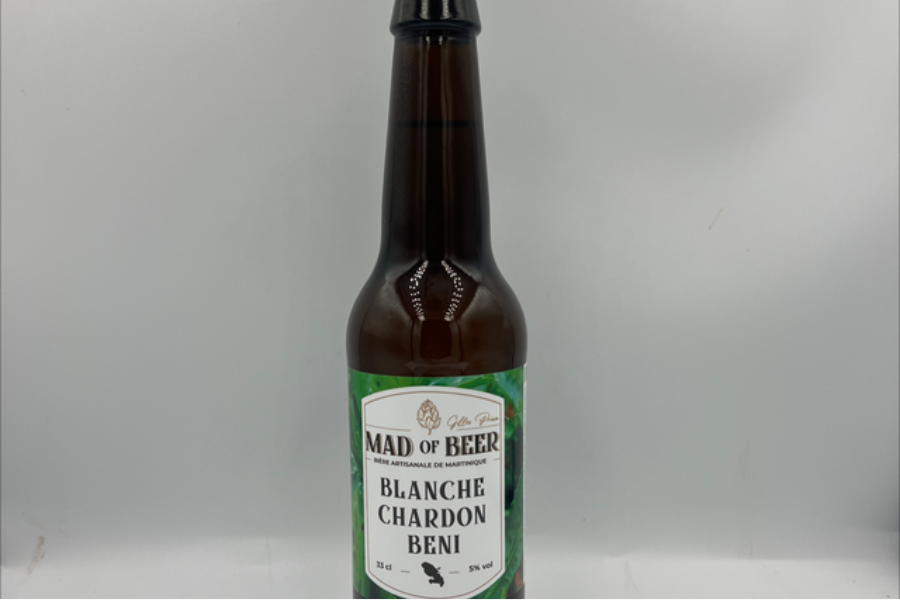 MAD OF BEER
BIÈRE ARTISANALE DE MARTINIQUE
BLANCHE
CHARDON
BENI
33 cl
5% vol